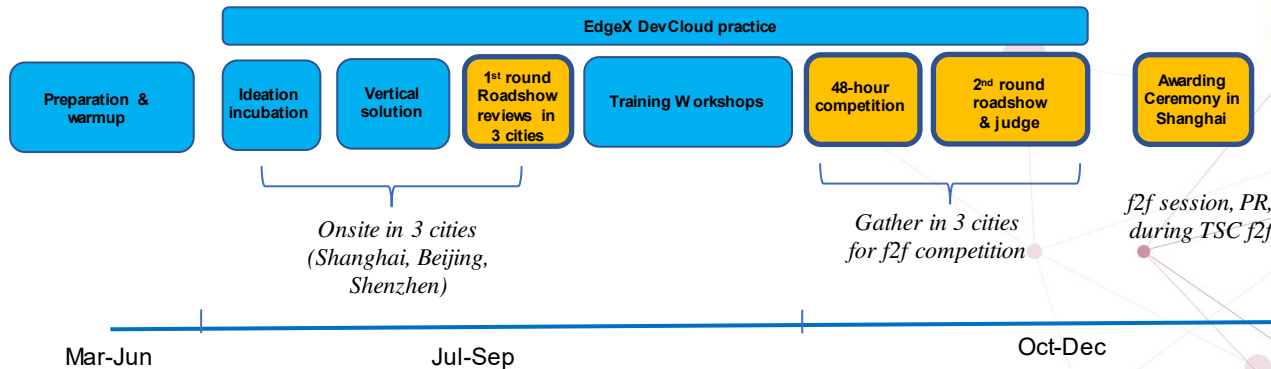 EdgeX DevCloud practice
Preparation &
warmup
Ideation
incubation
Vertical
solution
1st round
Roadshow
reviews in
3 cities
Training Workshops
48-hour
competition
2nd round
roadshow
& judge
Awarding
Ceremony in
Shanghai
Onsite in 3 cities
(Shanghai, Beijing,
Shenzhen)
Gather in 3 cities
for f2f competition
f2f session, PR,
during TSC f2f
Mar-Jun
Jul-Sep
Oct-Dec